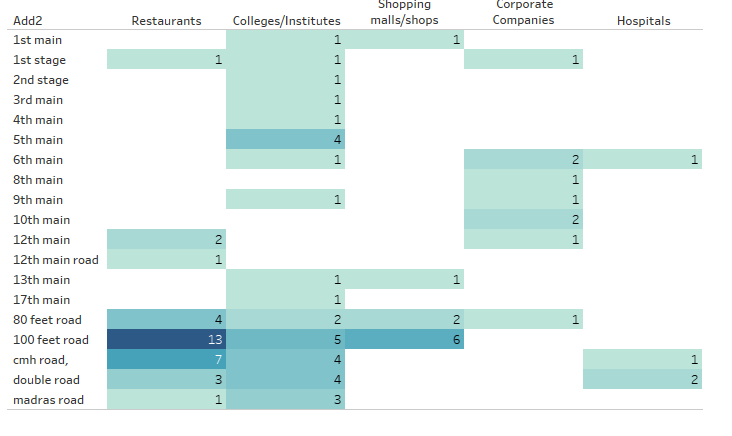 Add2 Restaurants Colleges/Institutes Shopping malls/shops Corporate Companies Hospitals
1st main 1 1
1st stage 1 1 1
2nd stage 1
3rd main 1
4th main 1
5th main 4
6th main 1 2 1
8th main 1
9th main 1 1
10th main 2
12th main 2 1
12th main road 1
13th main 1 1
17th main 1
80 feet road 4 2 2 1
100 feet road 13 5 6
cmh road, 7 4 1
double road 3 4 2
madras road 1 3